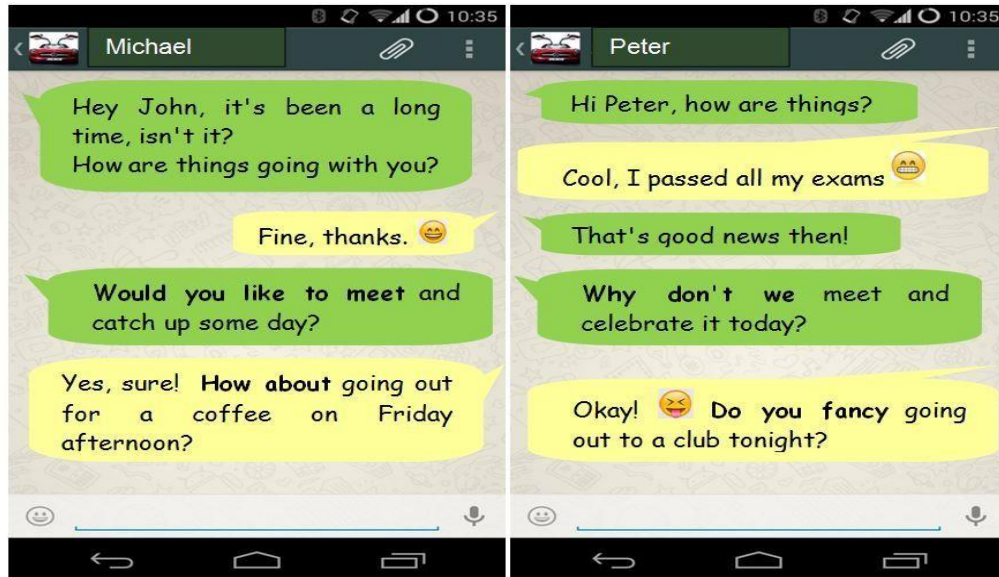 10:35
Michael
Hey John, it's been a long
time, isn't it?
How are things going with you?
Fine, thanks.
Would you like to meet and
catch up some day?
Yes, sure! How about going out
for a coffee on Friday
afternoon?
10:35
Peter
Hi Peter, how are things?
Cool, I passed all my exams
That's good news then!
Why don't we meet and
celebrate it today?
Okay! Do you fancy going
out to a club tonight?